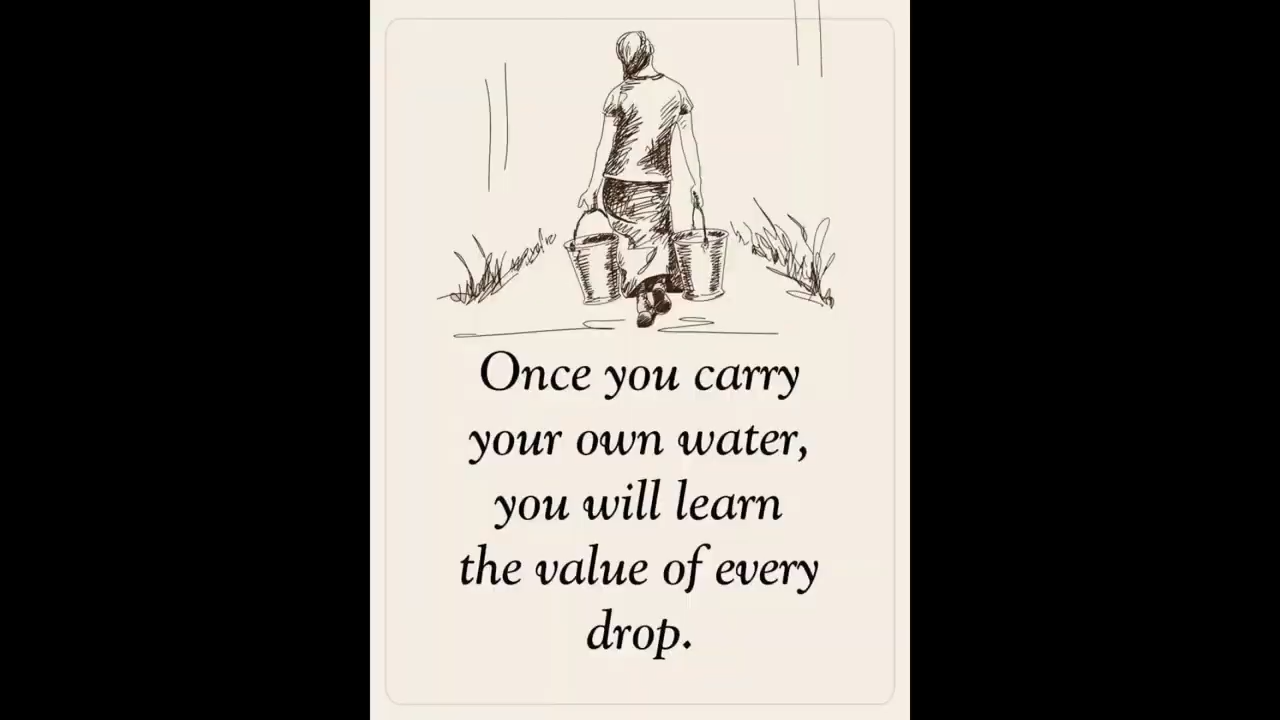 Once you carry
your own water,
you will learn
the value of every
drop.